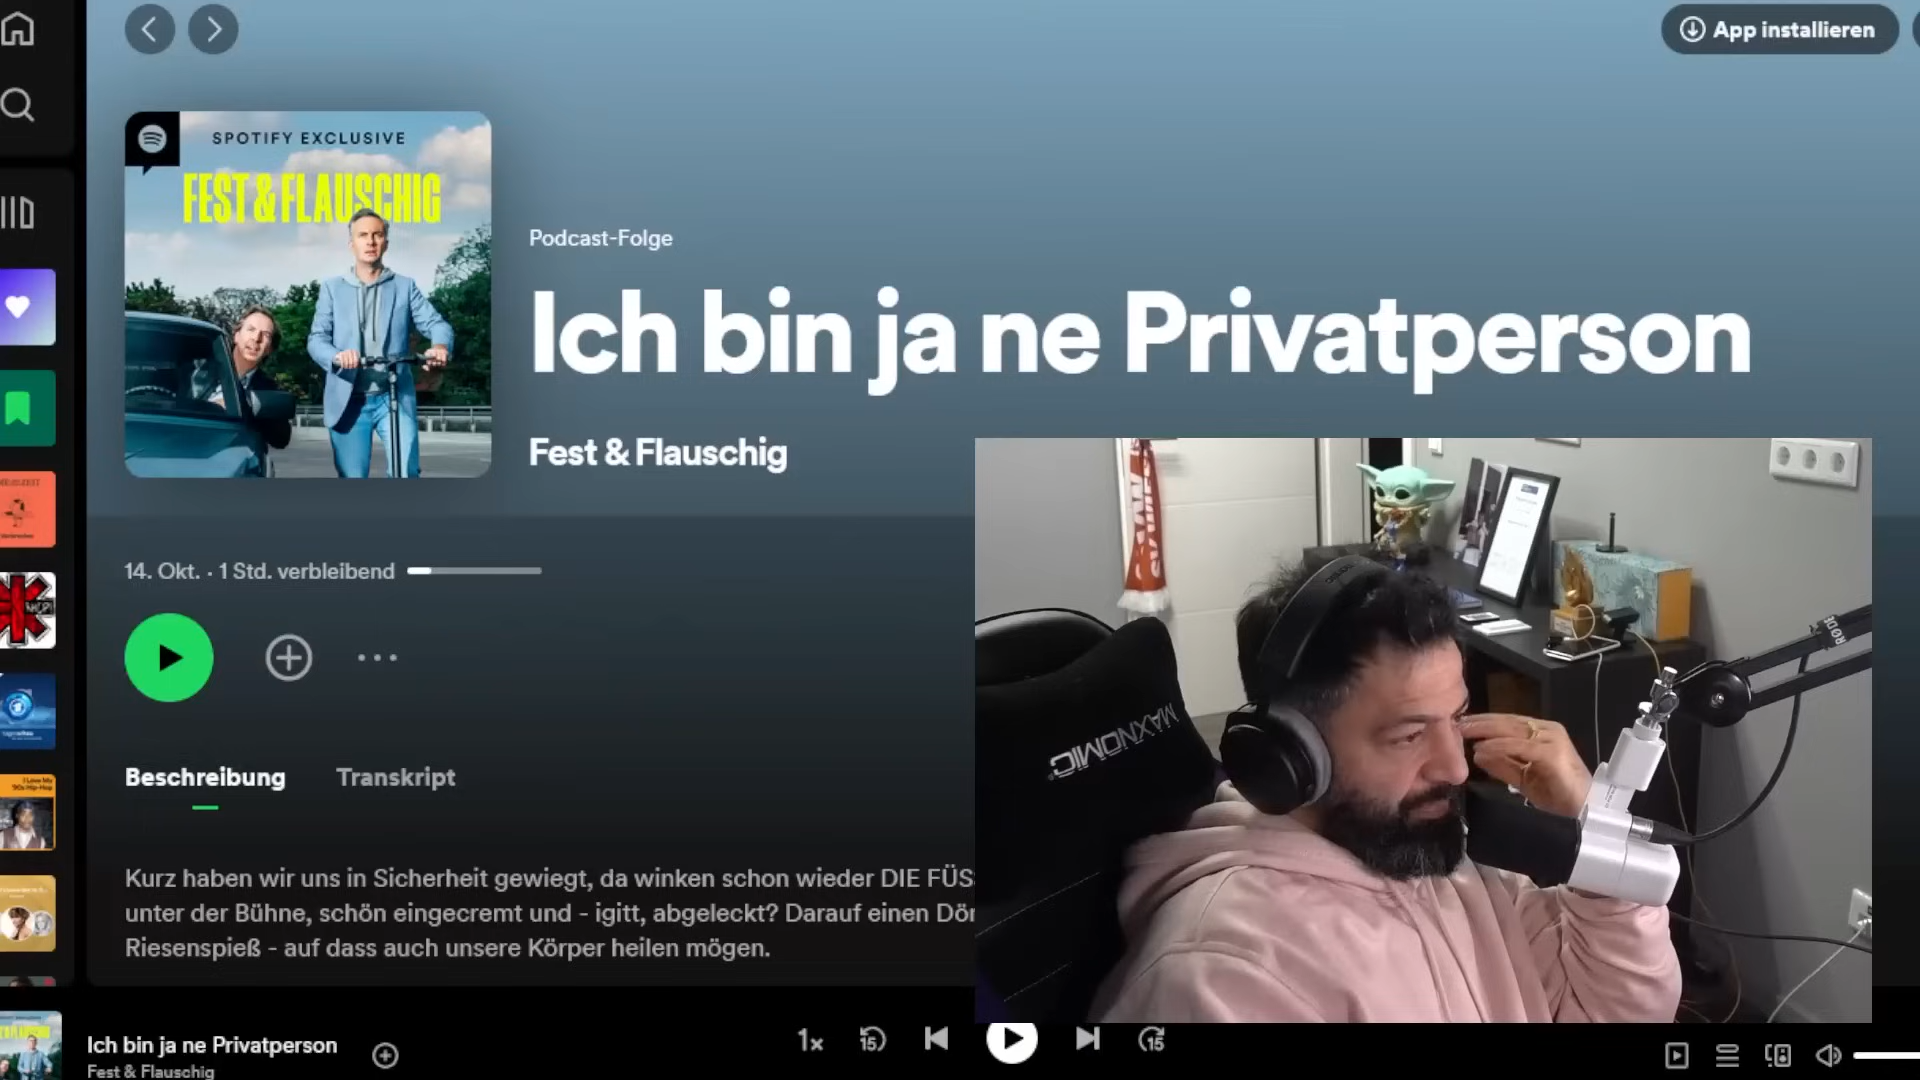 App installieren
SPOTIFY EXCLUSIVE
FEST & FLAUSCHIG
Podcast-Folge
Ich bin ja ne Privatperson
Fest & Flauschig
14. Okt. · 1 Std. verbleibend
Beschreibung
Transkript
Kurz haben wir uns in Sicherheit gewiegt, da winken schon wieder DIE FÜS
unter der Bühne, schön eingecremt und - igitt, abgeleckt? Darauf einen Dön
Riesenspieß - auf dass auch unsere Körper heilen mögen.
MAXNOMIC
RØDE
Ich bin ja ne Privatperson
Fest & Flauschig
1x
15
15